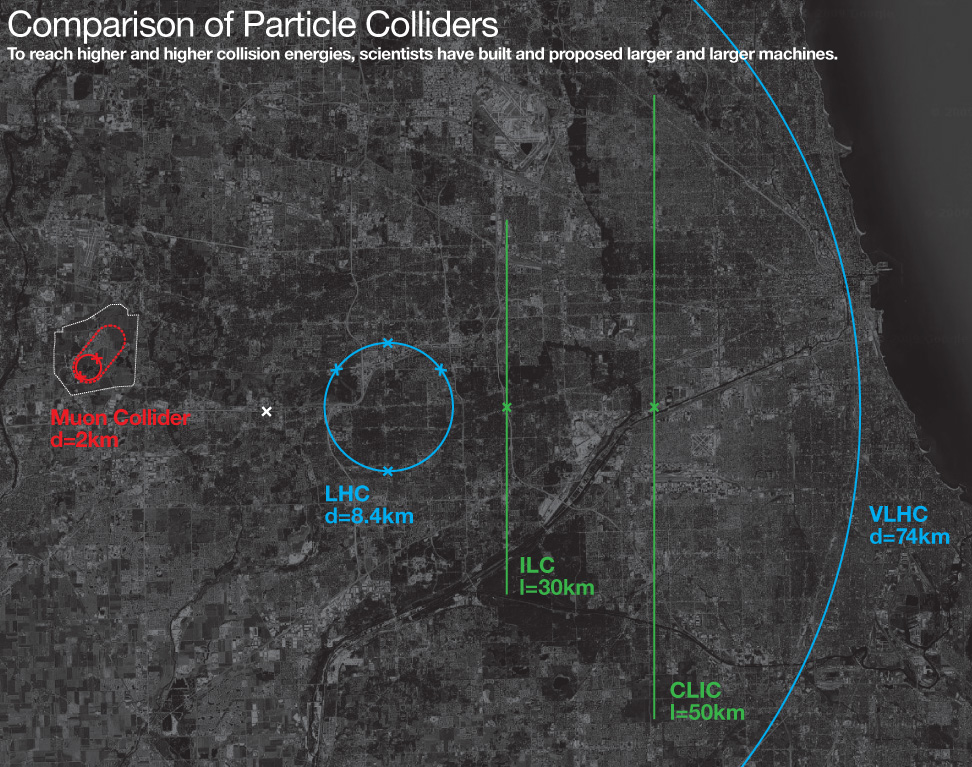 Comparison of Particle Colliders
To reach higher and higher collision energies, scientists have built and proposed larger and larger machines.
Muon Collider
d=2km
LHC
d=8.4km
ILC
l=30km
CLIC
l=50km
VLHC
d=74km